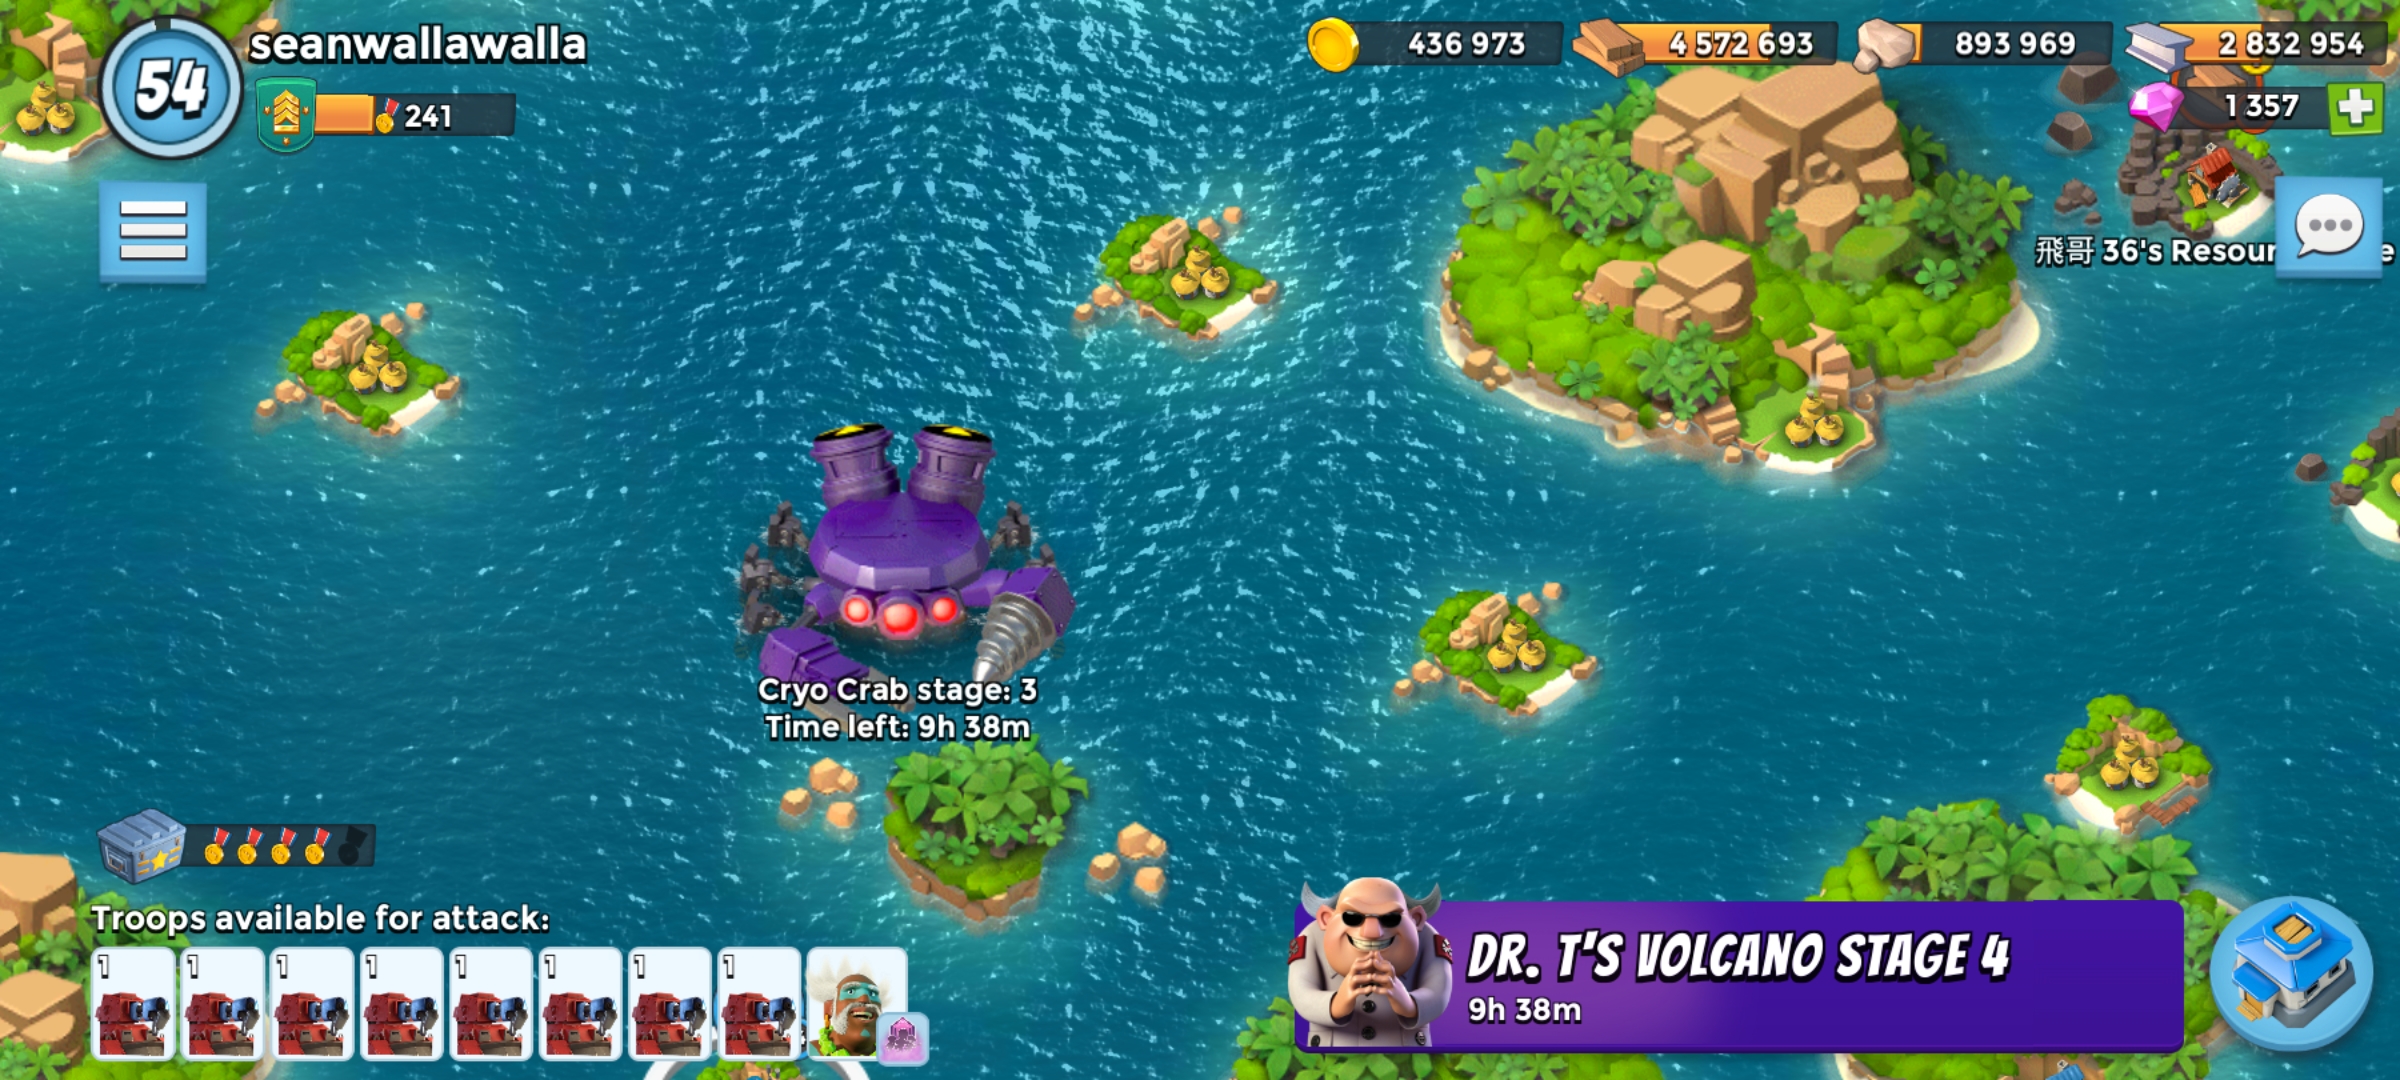 54
seanwallawalla
241
436 973
4 572 693
893 969
2 832 954
1 357
飛哥 36's
Cryo Crab stage: 3
Time left: 9h 38m
Troops available for attack:
1 1 1 1 1 1 1 1
DR. T'S VOLCANO STAGE 4
9h 38m